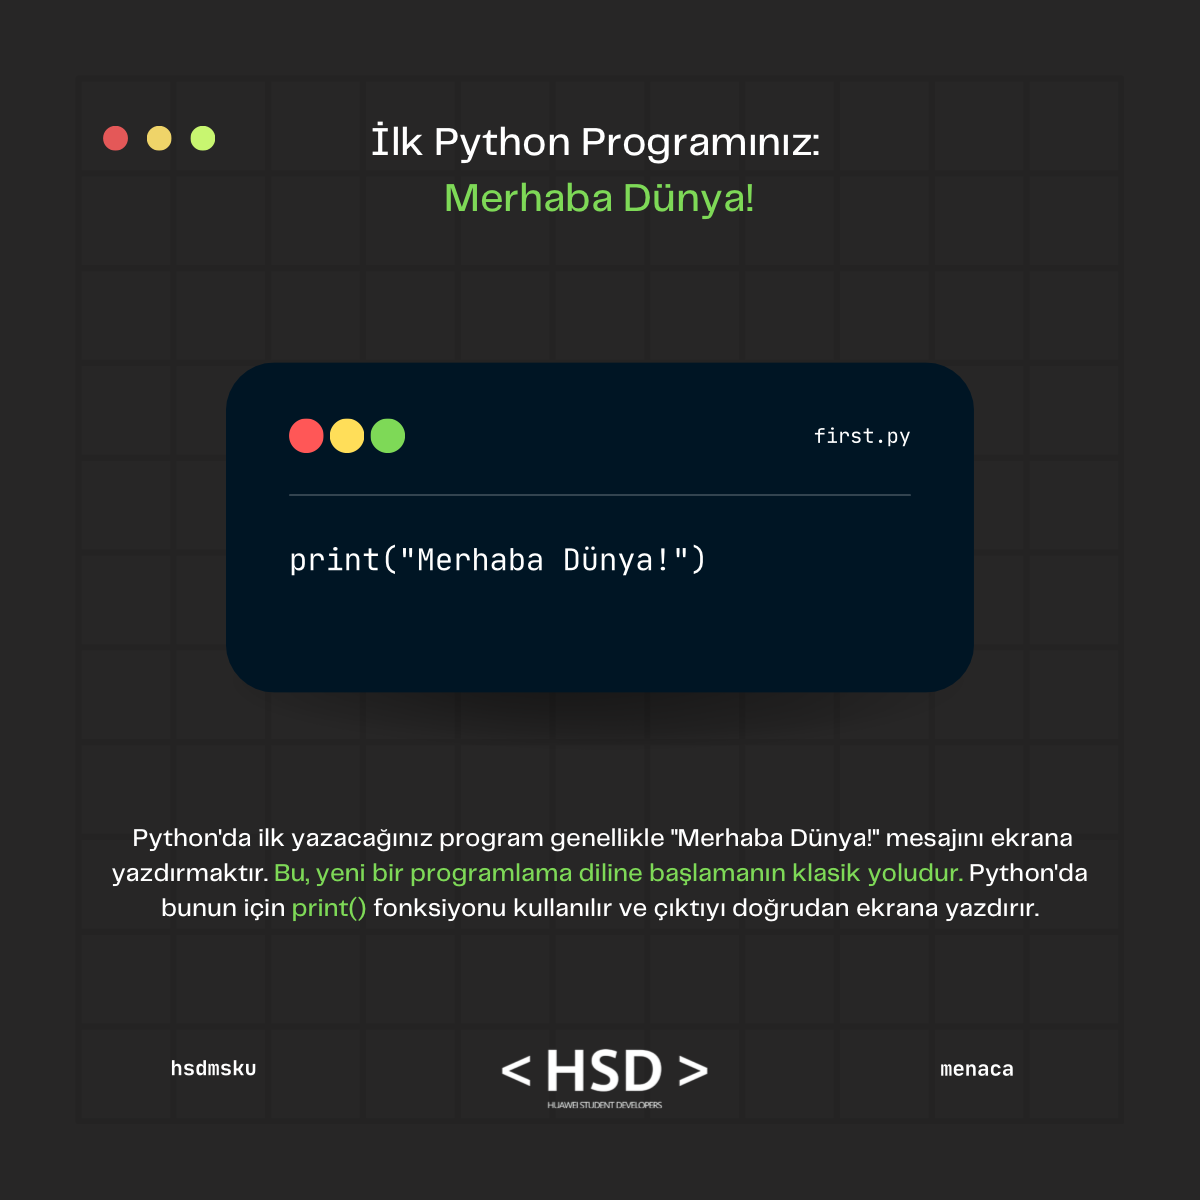 İlk Python Programınız:
Merhaba Dünya!
first.py
print("Merhaba Dünya!")
Python'da ilk yazacağınız program genellikle "Merhaba Dünya!" mesajını ekrana
yazdırmaktır. Bu, yeni bir programlama diline başlamanın klasik yoludur. Python'da
bunun için print() fonksiyonu kullanılır ve çıktıyı doğrudan ekrana yazdırır.
hsdmsku
< HSD >
HUAWEI STUDENT DEVELOPERS
menaca